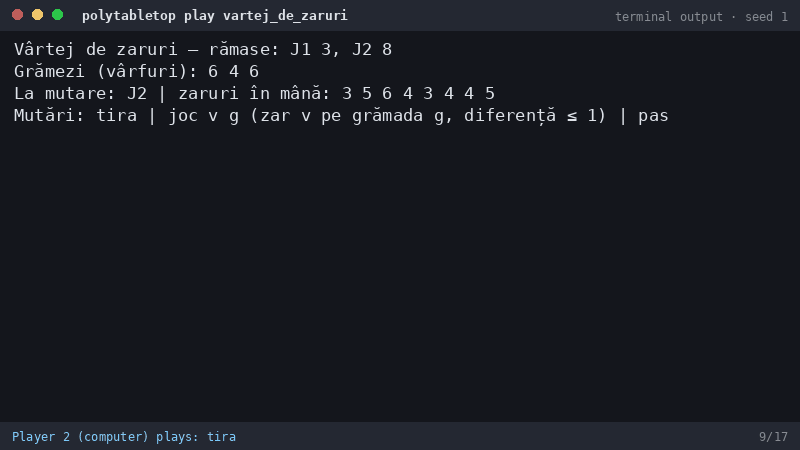 polytabletop play vartej_de_zaruri
terminal output · seed 1
Vârtej de zaruri — rămase: J1 3, J2 8
Grămezi (vârfuri): 6 4 6
La mutare: J2 | zaruri în mână: 3 5 6 4 3 4 4 5
Mutări: tira | joc v g (zar v pe grămada g, diferență ≤ 1) | pas
Player 2 (computer) plays: tira
9/17